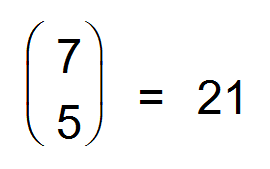 (7
5) = 21